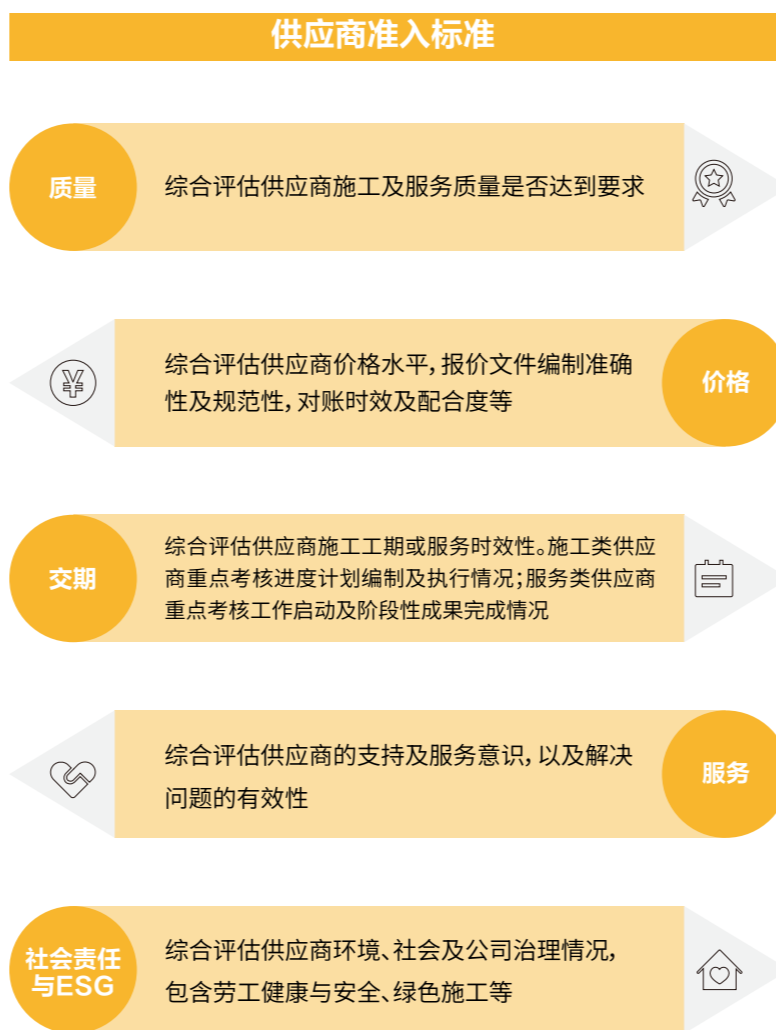 供应商准入标准
质量
综合评估供应商施工及服务质量是否达到要求
综合评估供应商价格水平，报价文件编制准确
性及规范性，对账时效及配合度等
价格
交期
综合评估供应商施工工期或服务时效性。施工类供应
商重点考核进度计划编制及执行情况；服务类供应商
重点考核工作启动及阶段性成果完成情况
综合评估供应商的支持及服务意识，以及解决
问题的有效性
服务
社会责任
与ESG
综合评估供应商环境、社会及公司治理情况，
包含劳工健康与安全、绿色施工等